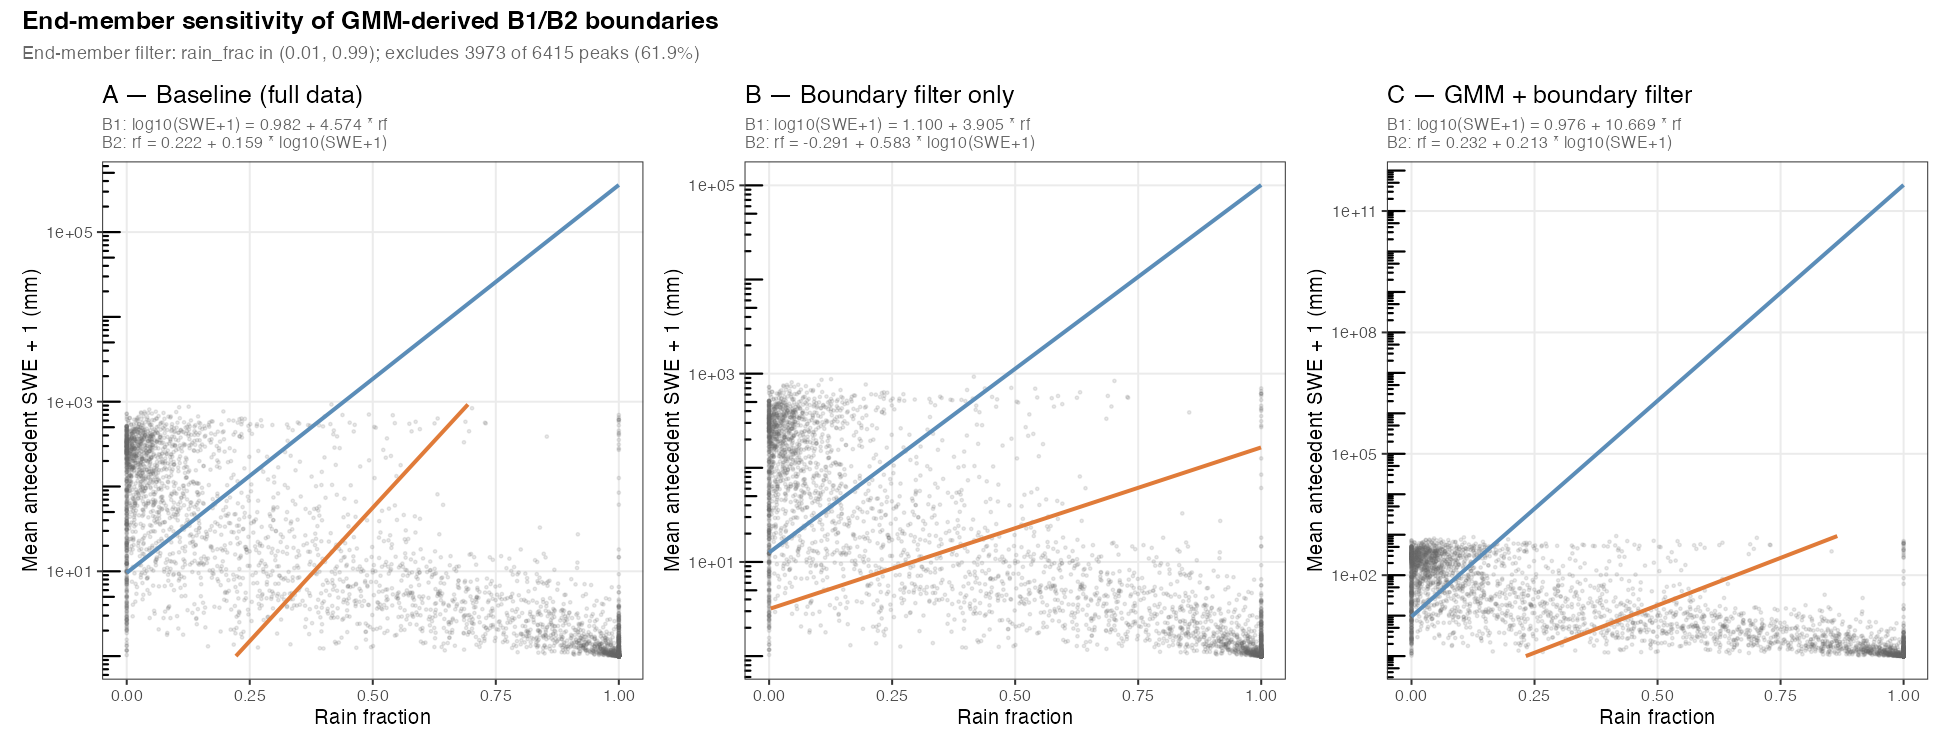 End-member sensitivity of GMM-derived B1/B2 boundaries
End-member filter: rain_frac in (0.01, 0.99); excludes 3973 of 6415 peaks (61.9%)
A — Baseline (full data)
B1: log10(SWE+1) = 0.982 + 4.574 * rf
B2: rf = 0.222 + 0.159 * log10(SWE+1)
Mean antecedent SWE + 1 (mm)
1e+05
1e+03
1e+01
0.00 0.25 0.50 0.75 1.00
Rain fraction
B — Boundary filter only
B1: log10(SWE+1) = 1.100 + 3.905 * rf
B2: rf = -0.291 + 0.583 * log10(SWE+1)
Mean antecedent SWE + 1 (mm)
1e+05
1e+03
1e+01
0.00 0.25 0.50 0.75 1.00
Rain fraction
C — GMM + boundary filter
B1: log10(SWE+1) = 0.976 + 10.669 * rf
B2: rf = 0.232 + 0.213 * log10(SWE+1)
Mean antecedent SWE + 1 (mm)
1e+11
1e+08
1e+05
1e+02
0.00 0.25 0.50 0.75 1.00
Rain fraction